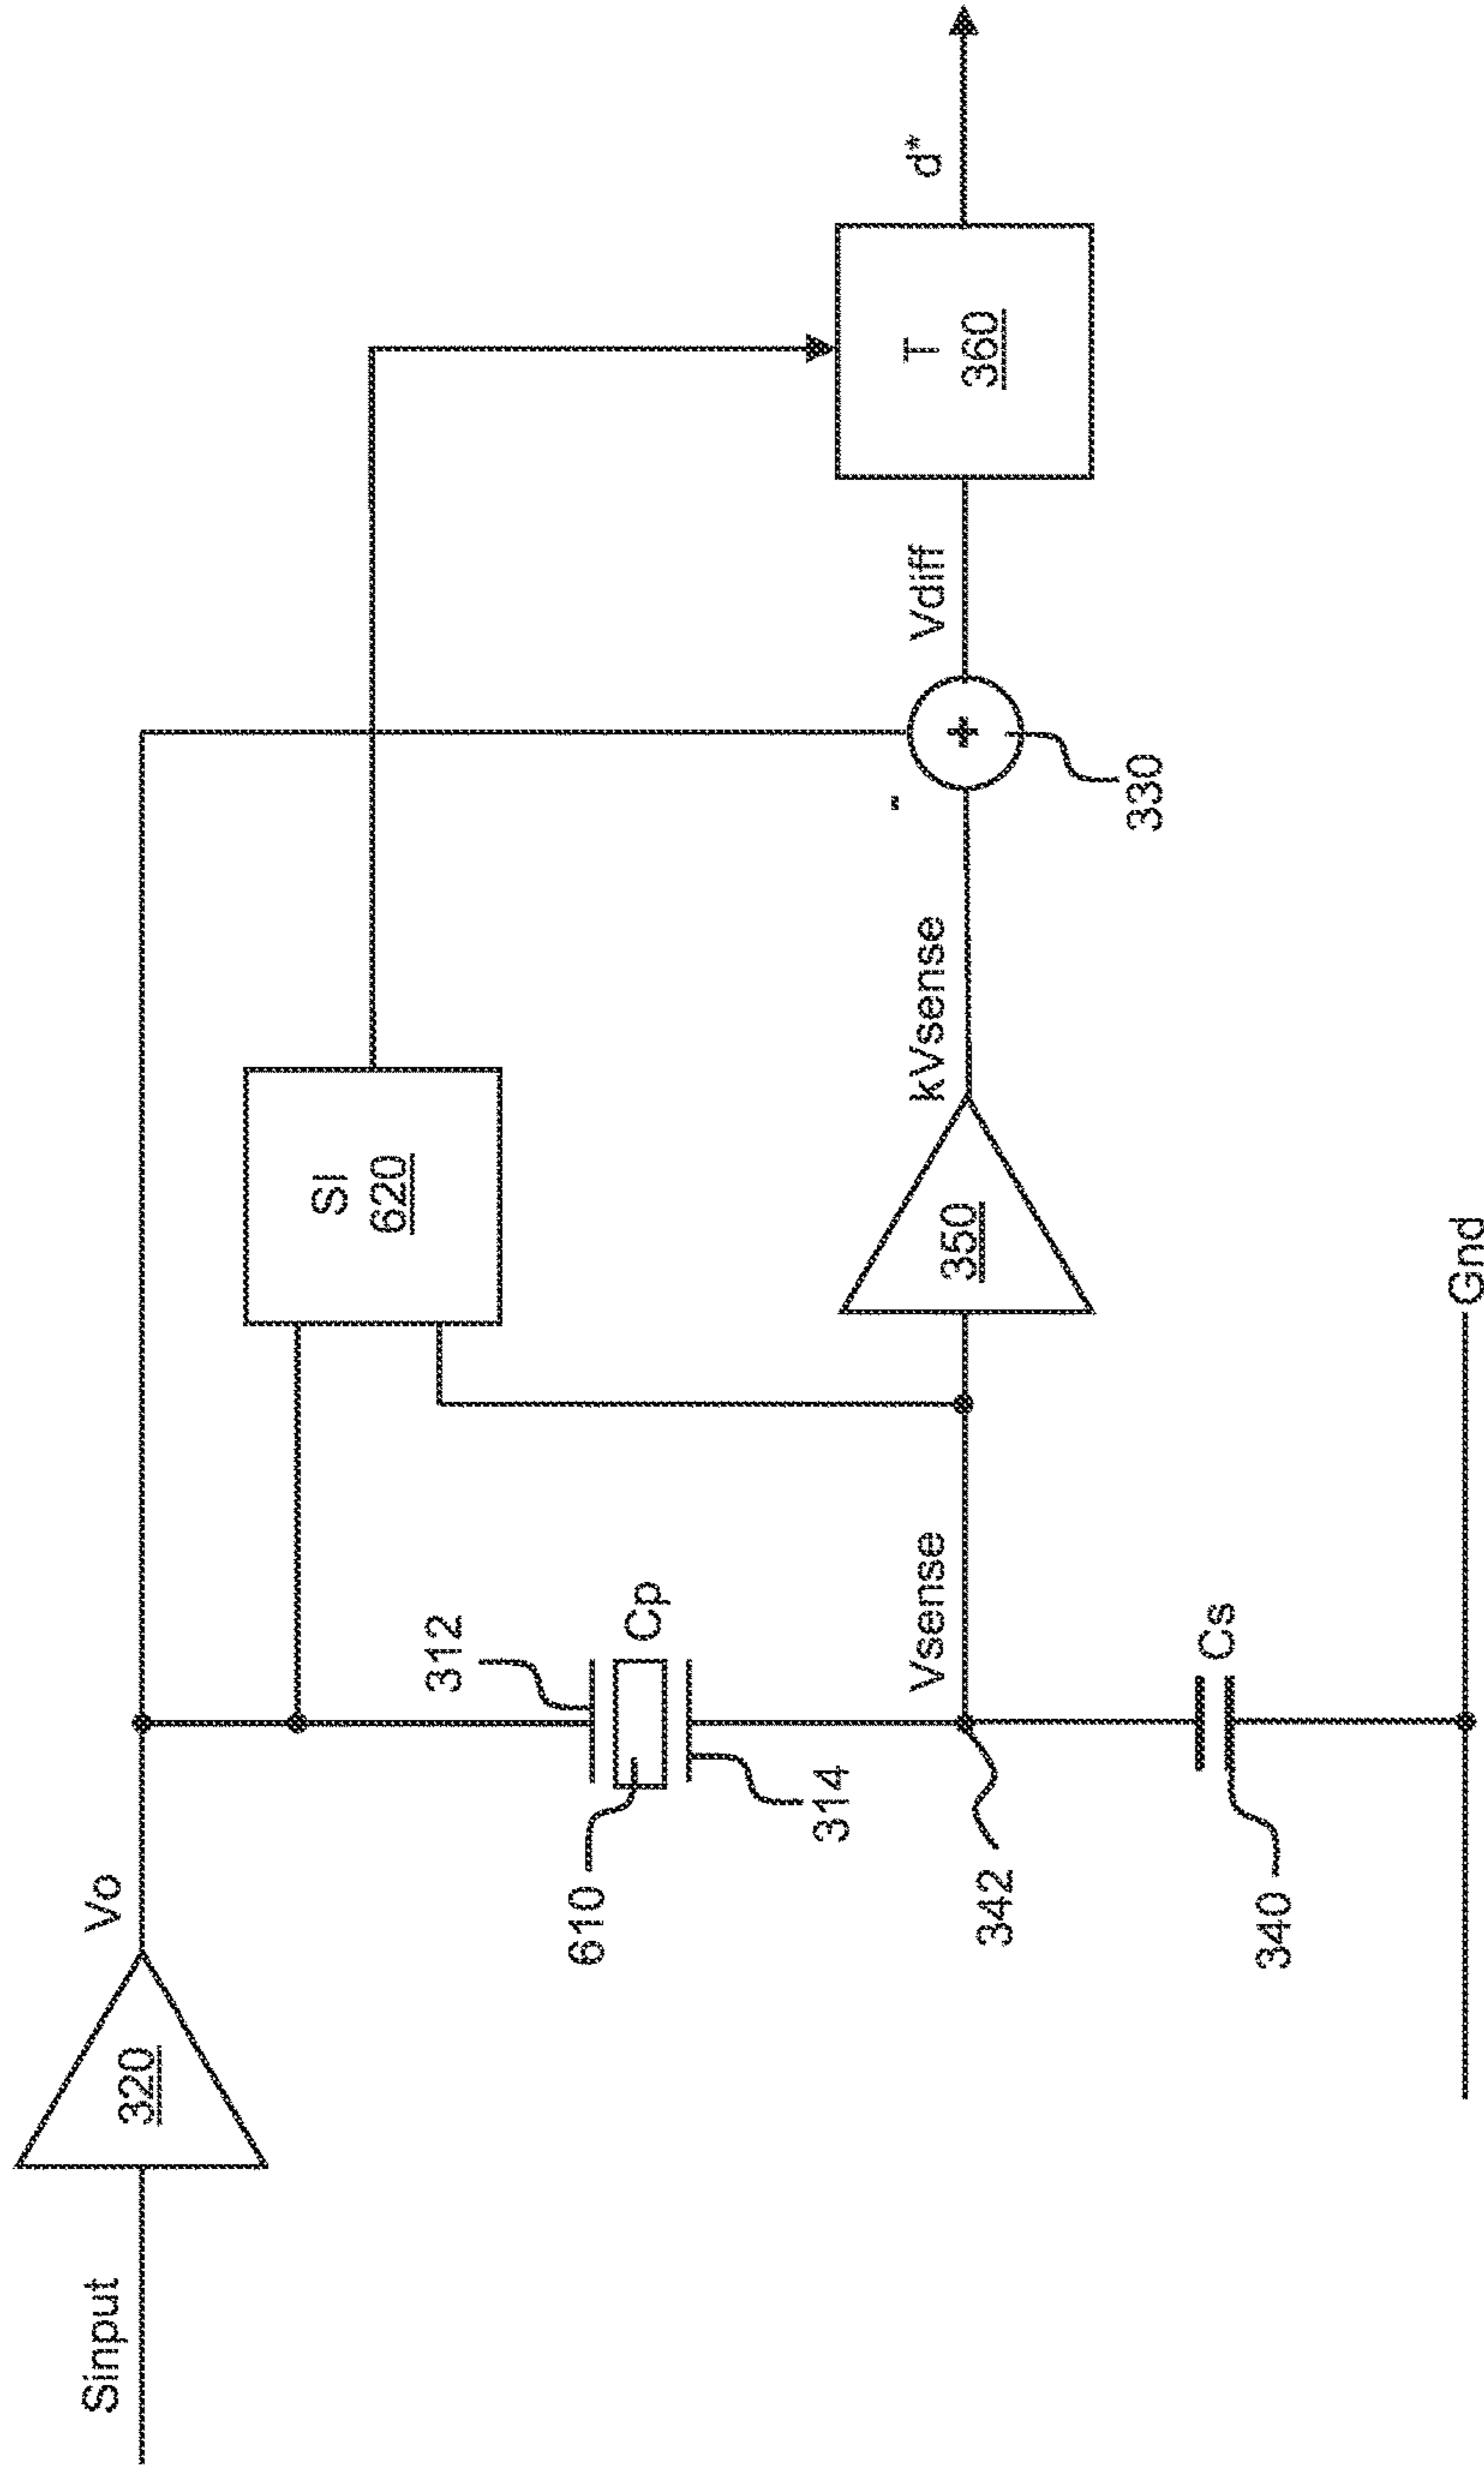 Sinput
320
Vo
SI
620
312
610
Cp
314
Vsense
342
Cs
340
350
kVsense
-
+
330
Vdiff
T
360
d*
Gnd